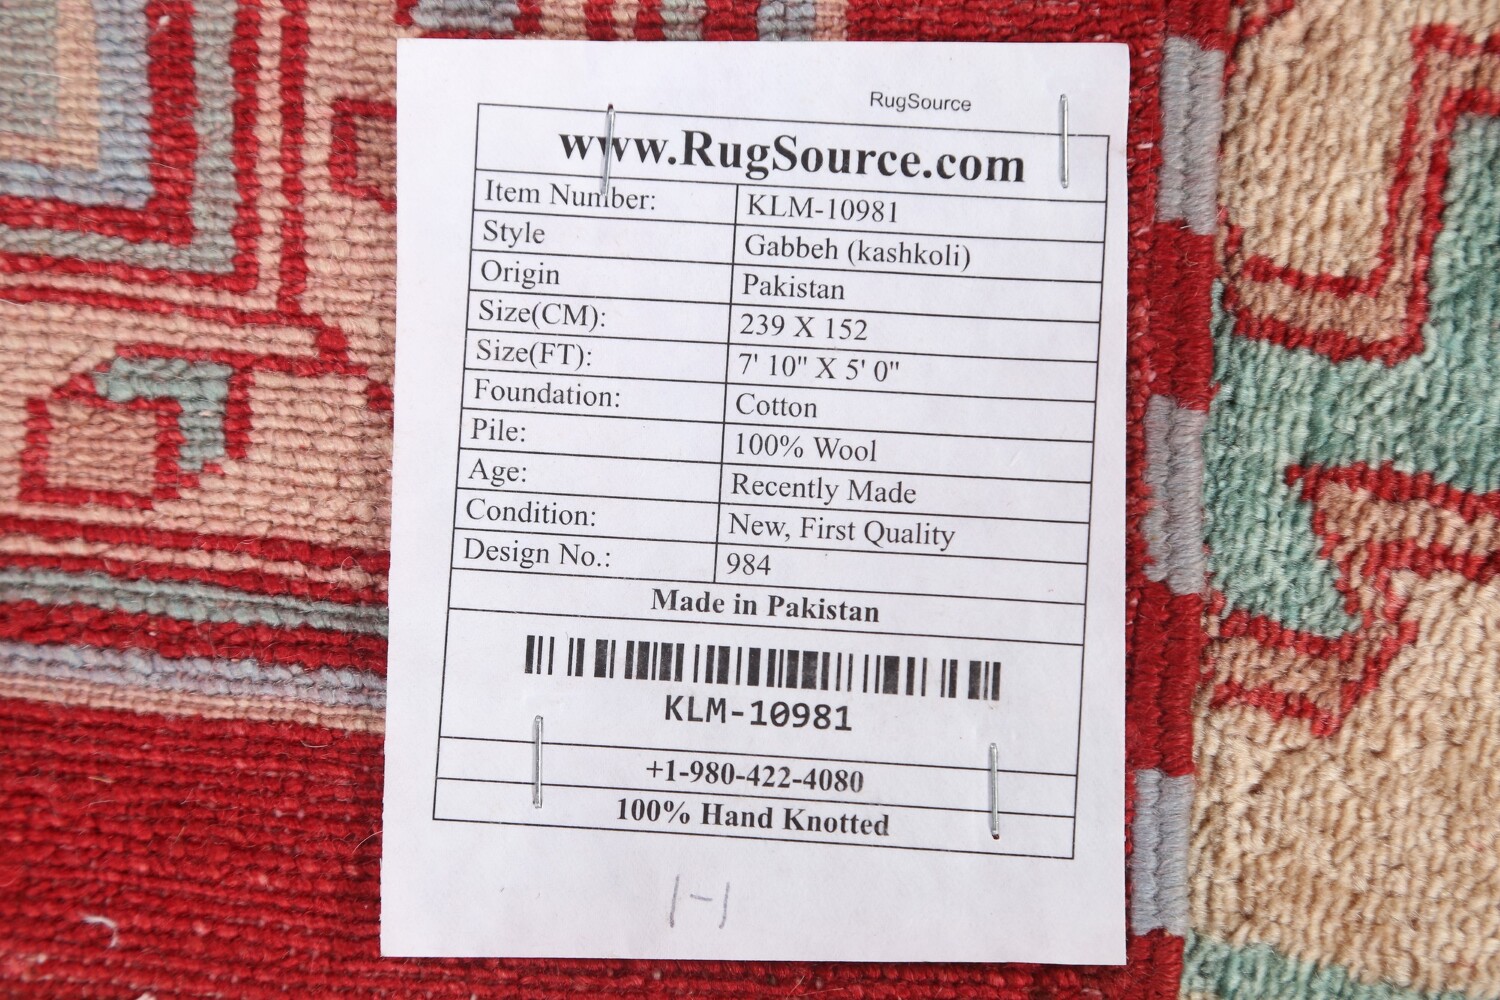 RugSource
www.RugSource.com
Item Number: KLM-10981
Style Gabbeh (kashkoli)
Origin Pakistan
Size(CM): 239 X 152
Size(FT): 7' 10" X 5' 0"
Foundation: Cotton
Pile: 100% Wool
Age: Recently Made
Condition: New, First Quality
Design No.: 984
Made in Pakistan
KLM-10981
+1-980-422-4080
100% Hand Knotted
1-1